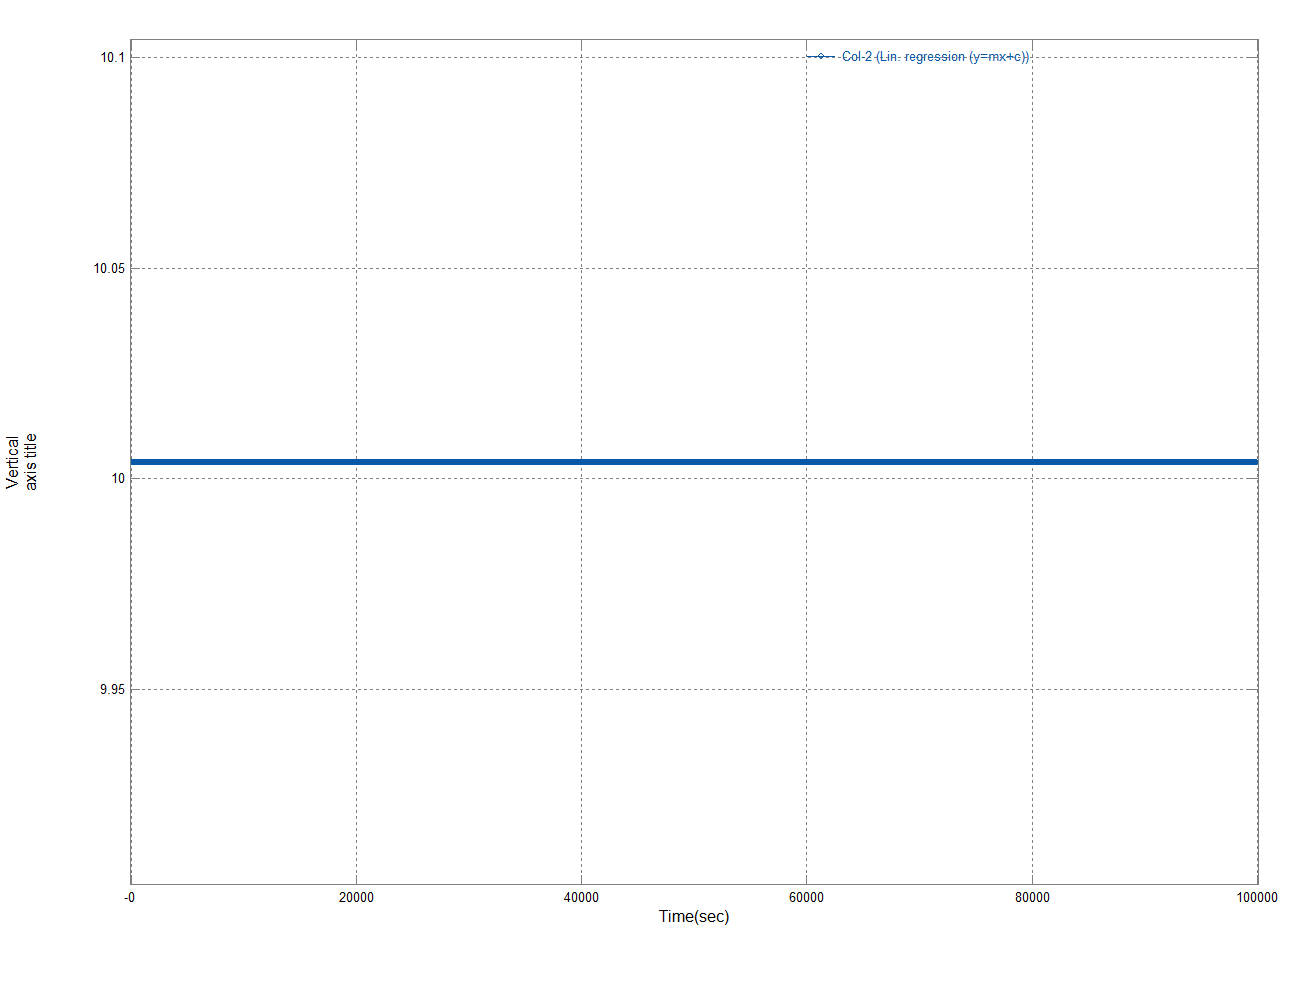 10.1
Col-2 (Lin. regression (y=mx+c))
10.05
Vertical
axis title
10
9.95
-0
20000
40000
60000
80000
100000
Time(sec)